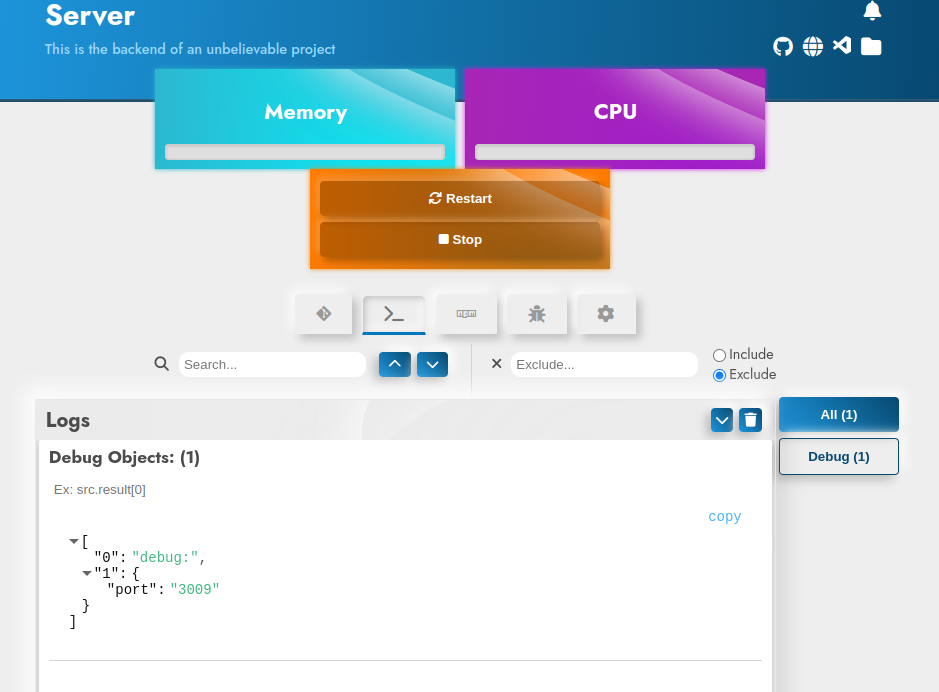 Server
This is the backend of an unbelievable project
Memory
CPU
Restart
Stop
Search...
Exclude...
Include
Exclude
Logs
All (1)
Debug (1)
Debug Objects: (1)
Ex: src.result[0]
copy
[
"0": "debug:",
"1": {
"port": "3009"
}
]